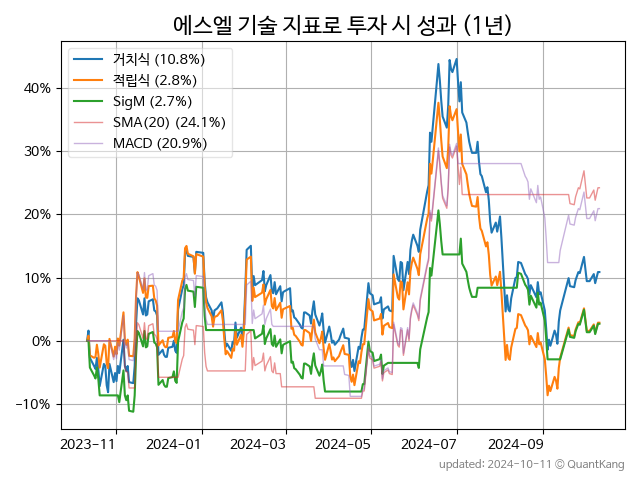 에스엘 기술 지표로 투자 시 성과 (1년)
거치식 (10.8%)
적립식 (2.8%)
SigM (2.7%)
SMA(20) (24.1%)
MACD (20.9%)
40%
30%
20%
10%
0%
−10%
2023-11 2024-01 2024-03 2024-05 2024-07 2024-09
updated: 2024-10-11 © QuantKang